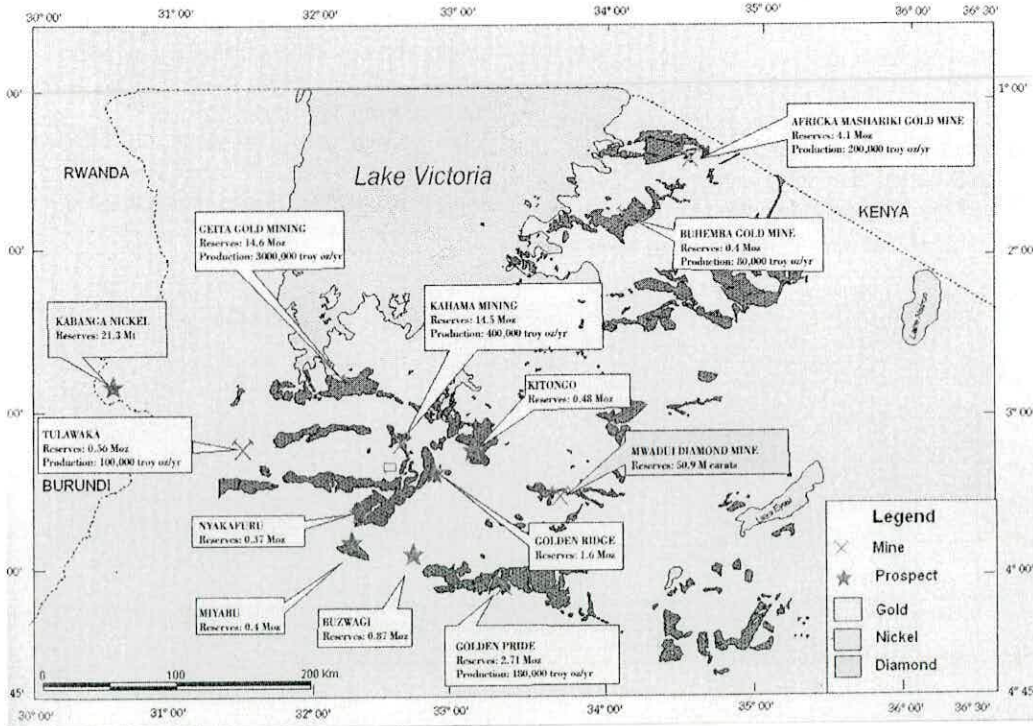 30° 00' 31° 00' 32° 00' 33° 00' 34° 00' 35° 00' 36° 00' 36° 30'
00' 1° 00'
AFRICKA MASHARIKI GOLD MINE
Reserves: 4.1 Moz
Production: 200,000 troy oz/yr
RWANDA
Lake Victoria
KENYA
GEITA GOLD MINING
Reserves: 14.6 Moz
Production: 3000,000 troy oz/yr
BUHEMBA GOLD MINE
Reserves: 0.4 Moz
Production: 80,000 troy oz/yr
00' 2° 00'
KAHAMA MINING
Reserves: 14.5 Moz
Production: 400,000 troy oz/yr
KABANGA NICKEL
Reserves: 21.3 Mt
KITONGO
Reserves: 0.48 Moz
00' 3° 00'
TULAWAKA
Reserves: 0.56 Moz
Production: 100,000 troy oz/yr
MWADUI DIAMOND MINE
Reserves: 50.9 M carats
BURUNDI
Lake Eyasi
NYAKAFURU
Reserves: 0.37 Moz
GOLDEN RIDGE
Reserves: 1.6 Moz
Legend
Mine
Prospect
Gold
Nickel
Diamond
00' 4° 00'
MIYABU
Reserves: 0.4 Moz
BUZWAGI
Reserves: 0.87 Moz
GOLDEN PRIDE
Reserves: 2.71 Moz
Production: 180,000 troy oz/yr
0 100 200 km
45' 4° 45'
30° 00' 31° 00' 32° 00' 33° 00' 34° 00' 35° 00' 36° 00'